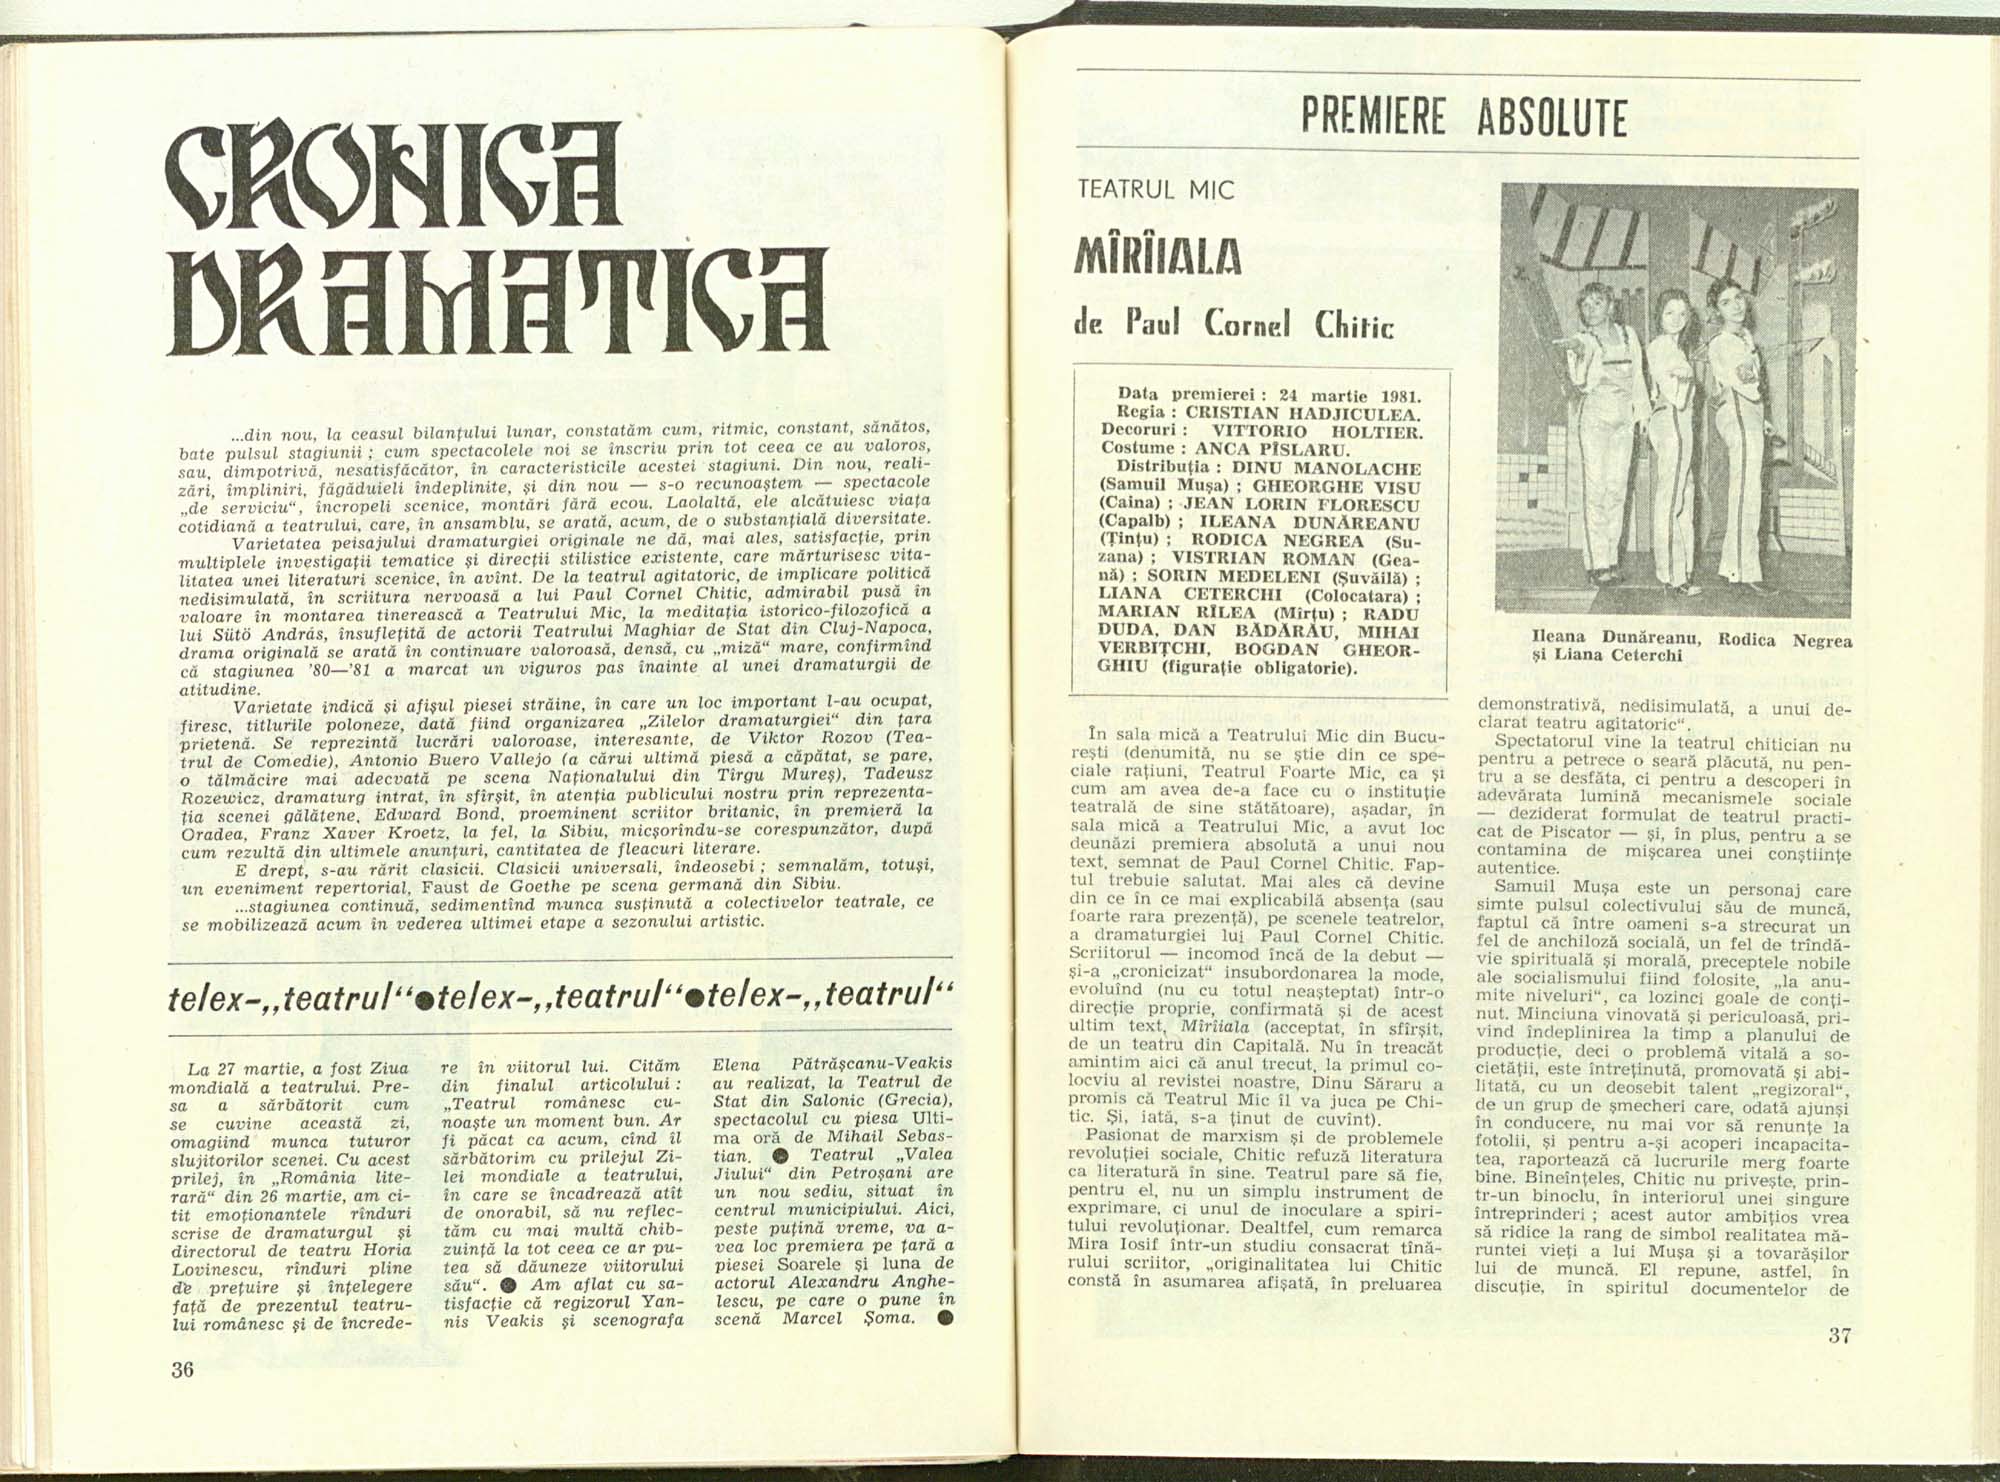 CRONICA
DRAMATICA
...din nou, la ceasul bilanțului lunar, constatăm cum, ritmic, constant, sănătos,
bate pulsul stagiunii ; cum spectacolele noi se înscriu prin tot ceea ce au valoros,
sau, dimpotrivă, nesatisfăcător, în caracteristicile acestei stagiuni. Din nou, reali-
zări, împliniri, făgăduieli îndeplinite, și din nou — s-o recunoaștem — spectacole
„de serviciu“, încropeli scenice, montări fără ecou. Laolaltă, ele alcătuiesc viața
cotidiană a teatrului, care, în ansamblu, se arată, acum, de o substanțială diversitate.
Varietatea peisajului dramaturgiei originale ne dă, mai ales, satisfacție, prin
multiplele investigații tematice și direcții stilistice existente, care mărturisesc vita-
litatea unei literaturi scenice, în avînt. De la teatrul agitatoric, de implicare politică
nedisimulată, în scriitura nervoasă a lui Paul Cornel Chitic, admirabil pusă în
valoare în montarea tinerească a Teatrului Mic, la meditația istorico-filozofică a
lui Sütö András, însuflețită de actorii Teatrului Maghiar de Stat din Cluj-Napoca,
drama originală se arată în continuare valoroasă, densă, cu „miză“ mare, confirmînd
că stagiunea '80—'81 a marcat un viguros pas înainte al unei dramaturgii de
atitudine.
Varietate indică și afișul piesei străine, în care un loc important l-au ocupat,
firesc, titlurile poloneze, dată fiind organizarea „Zilelor dramaturgiei“ din țara
prietenă. Se reprezintă lucrări valoroase, interesante, de Viktor Rozov (Tea-
trul de Comedie), Antonio Buero Vallejo (a cărui ultimă piesă a căpătat, se pare,
o tălmăcire mai adecvată pe scena Naționalului din Tîrgu Mureș), Tadeusz
Rozewicz, dramaturg intrat, în sfîrșit, în atenția publicului nostru prin reprezenta-
ția scenei gălățene, Edward Bond, proeminent scriitor britanic, în premieră la
Oradea, Franz Xaver Kroetz, la fel, la Sibiu, micșorîndu-se corespunzător, după
cum rezultă din ultimele anunțuri, cantitatea de fleacuri literare.
E drept, s-au rărit clasicii. Clasicii universali, îndeosebi ; semnalăm, totuși,
un eveniment repertorial, Faust de Goethe pe scena germană din Sibiu.
...stagiunea continuă, sedimentînd munca susținută a colectivelor teatrale, ce
se mobilizează acum în vederea ultimei etape a sezonului artistic.
telex-„teatrul“●telex-„teatrul“●telex-„teatrul“
La 27 martie, a fost Ziua
mondială a teatrului. Pre-
sa a sărbătorit cum
se cuvine această zi,
omagiind munca tuturor
slujitorilor scenei. Cu acest
prilej, în „România lite-
rară“ din 26 martie, am ci-
tit emoționantele rînduri
scrise de dramaturgul și
directorul de teatru Horia
Lovinescu, rînduri pline
de prețuire și înțelegere
față de prezentul teatru-
lui românesc și de încrede-
re în viitorul lui. Cităm
din finalul articolului :
„Teatrul românesc cu-
noaște un moment bun. Ar
fi păcat ca acum, cînd îl
sărbătorim cu prilejul Zi-
lei mondiale a teatrului,
în care se încadrează atît
de onorabil, să nu reflec-
tăm cu mai multă chib-
zuință la tot ceea ce ar pu-
tea să dăuneze viitorului
său“. ● Am aflat cu sa-
tisfacție că regizorul Yan-
nis Veakis și scenografa
Elena Pătrășcanu-Veakis
au realizat, la Teatrul de
Stat din Salonic (Grecia),
spectacolul cu piesa Ulti-
ma oră de Mihail Sebas-
tian. ● Teatrul „Valea
Jiului“ din Petroșani are
un nou sediu, situat în
centrul municipiului. Aici,
peste puțină vreme, va a-
vea loc premiera pe țară a
piesei Soarele și luna de
actorul Alexandru Anghe-
lescu, pe care o pune în
scenă Marcel Șoma. ●
36
PREMIERE ABSOLUTE
TEATRUL MIC
MÎRÎIALA
de Paul Cornel Chitic
Data premierei : 24 martie 1981.
Regia : CRISTIAN HADJICULEA.
Decoruri : VITTORIO HOLTIER.
Costume : ANCA PÎSLARU.
Distribuția : DINU MANOLACHE
(Samuil Mușa) ; GHEORGHE VISU
(Caina) ; JEAN LORIN FLORESCU
(Capalb) ; ILEANA DUNĂREANU
(Țințu) ; RODICA NEGREA (Su-
zana) ; VISTRIAN ROMAN (Gea-
nă) ; SORIN MEDELENI (Șuvăilă) ;
LIANA CETERCHI (Colocatara) ;
MARIAN RÎLEA (Mîrțu) ; RADU
DUDA, DAN BĂDĂRĂU, MIHAI
VERBIȚCHI, BOGDAN GHEOR-
GHIU (figurație obligatorie).
Ileana Dunăreanu, Rodica Negrea
și Liana Ceterchi
În sala mică a Teatrului Mic din Bucu-
rești (denumită, nu se știe din ce spe-
ciale rațiuni, Teatrul Foarte Mic, ca și
cum am avea de-a face cu o instituție
teatrală de sine stătătoare), așadar, în
sala mică a Teatrului Mic, a avut loc
deunăzi premiera absolută a unui nou
text, semnat de Paul Cornel Chitic. Fap-
tul trebuie salutat. Mai ales că devine
din ce în ce mai explicabilă absența (sau
foarte rara prezență), pe scenele teatrelor,
a dramaturgiei lui Paul Cornel Chitic.
Scriitorul — incomod încă de la debut —
și-a „cronicizat“ insubordonarea la mode,
evoluînd (nu cu totul neașteptat) într-o
direcție proprie, confirmată și de acest
ultim text, Mîrîiala (acceptat, în sfîrșit,
de un teatru din Capitală. Nu în treacăt
amintim aici că anul trecut, la primul co-
locviu al revistei noastre, Dinu Săraru a
promis că Teatrul Mic îl va juca pe Chi-
tic. Și, iată, s-a ținut de cuvînt).
Pasionat de marxism și de problemele
revoluției sociale, Chitic refuză literatura
ca literatură în sine. Teatrul pare să fie,
pentru el, nu un simplu instrument de
exprimare, ci unul de inoculare a spiri-
tului revoluționar. Dealtfel, cum remarca
Mira Iosif într-un studiu consacrat tînă-
rului scriitor, „originalitatea lui Chitic
constă în asumarea afișată, în preluarea
demonstrativă, nedisimulată, a unui de-
clarat teatru agitatoric“.
Spectatorul vine la teatrul chitician nu
pentru a petrece o seară plăcută, nu pen-
tru a se desfăta, ci pentru a descoperi în
adevărata lumină mecanismele sociale
— deziderat formulat de teatrul practi-
cat de Piscator — și, în plus, pentru a se
contamina de mișcarea unei conștiințe
autentice.
Samuil Mușa este un personaj care
simte pulsul colectivului său de muncă,
faptul că între oameni s-a strecurat un
fel de anchiloză socială, un fel de trîndă-
vie spirituală și morală, preceptele nobile
ale socialismului fiind folosite, „la anu-
mite niveluri“, ca lozinci goale de conți-
nut. Minciuna vinovată și periculoasă, pri-
vind îndeplinirea la timp a planului de
producție, deci o problemă vitală a so-
cietății, este întreținută, promovată și abi-
litată, cu un deosebit talent „regizoral“,
de un grup de șmecheri care, odată ajunși
în conducere, nu mai vor să renunțe la
fotolii, și pentru a-și acoperi incapacita-
tea, raportează că lucrurile merg foarte
bine. Bineînțeles, Chitic nu privește, prin-
tr-un binoclu, în interiorul unei singure
întreprinderi ; acest autor ambițios vrea
să ridice la rang de simbol realitatea mă-
runtei vieți a lui Mușa și a tovarășilor
lui de muncă. El repune, astfel, în
discuție, în spiritul documentelor de
37